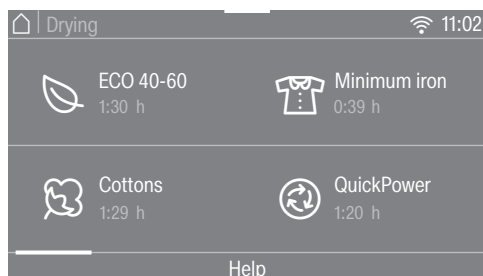 Drying 11:02
ECO 40-60
1:30 h
Minimum iron
0:39 h
Cottons
1:29 h
QuickPower
1:20 h
Help